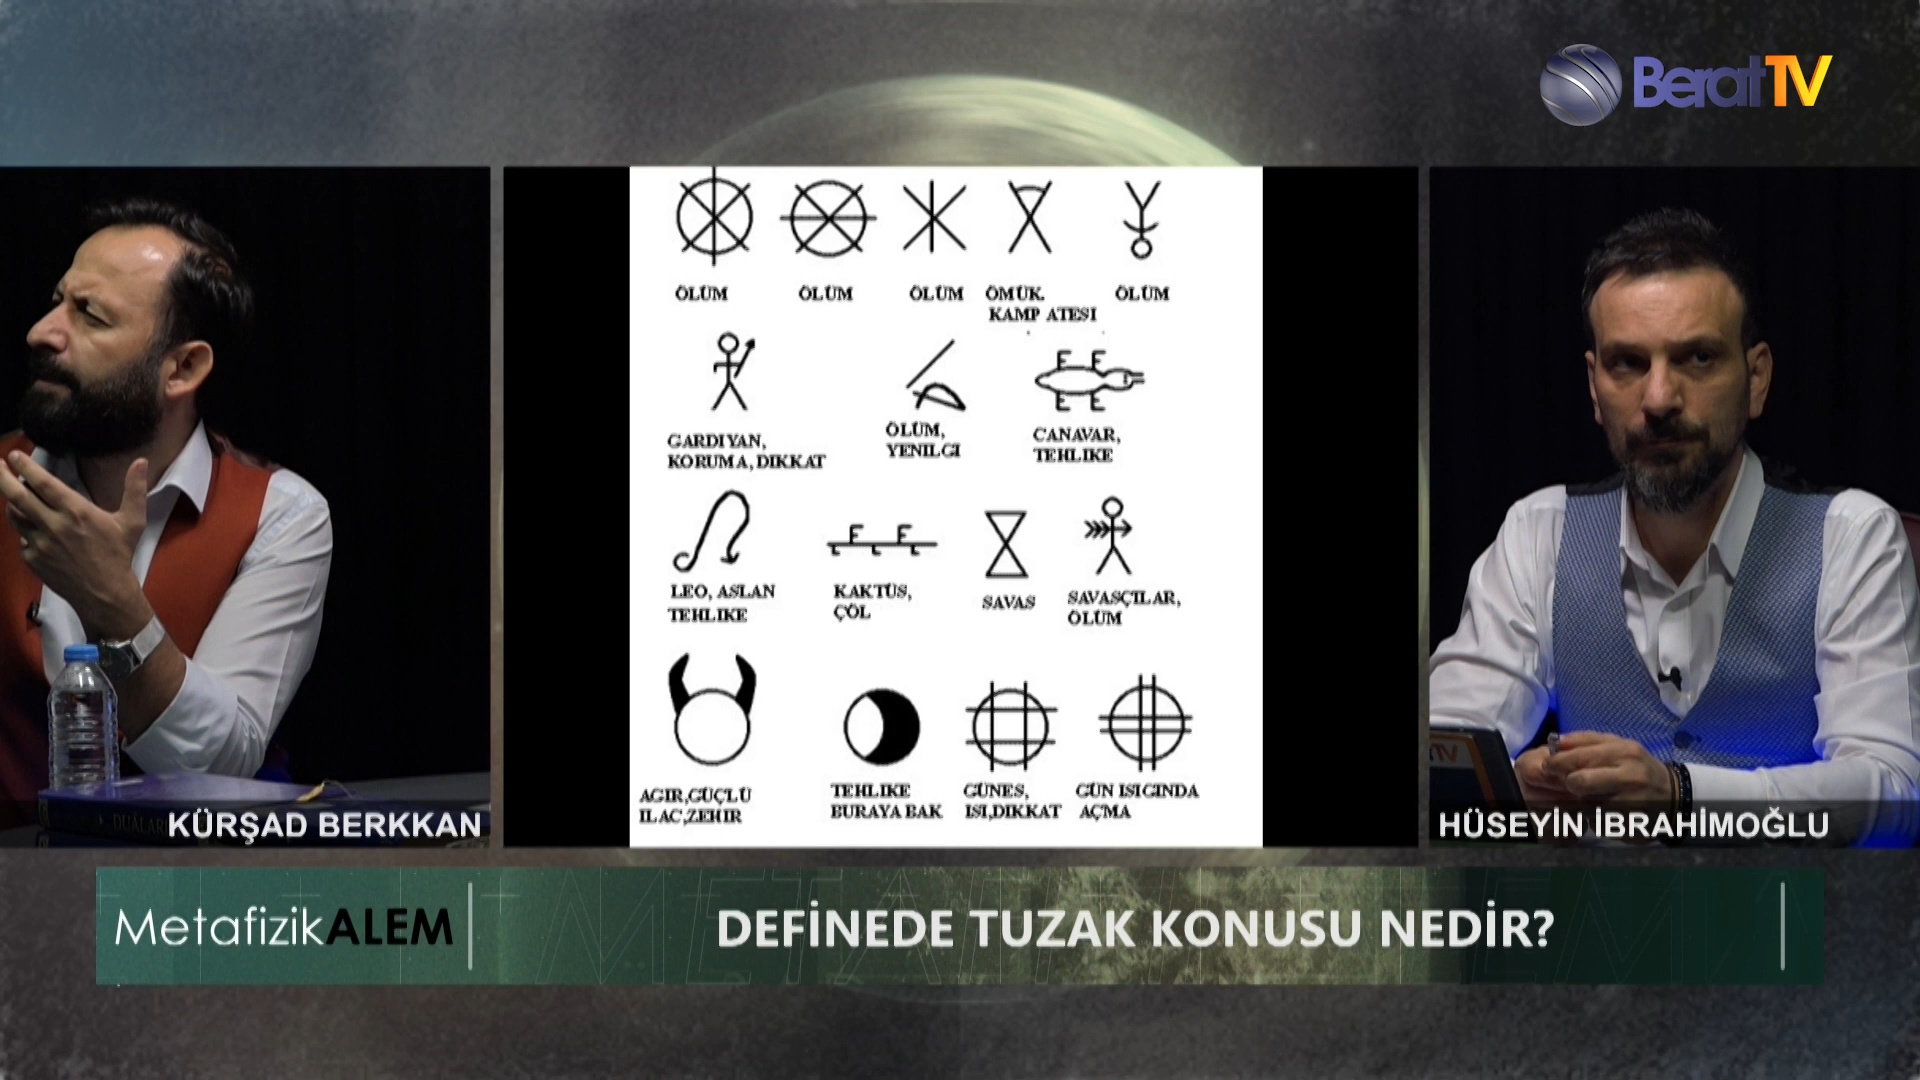 BeratTV
ÖLÜM ÖLÜM ÖLÜM ÖMÜK. ÖLÜM
KAMP ATESI
GARDIYAN,
KORUMA, DIKKAT
ÖLÜM,
YENILGI
CANAVAR,
TEHLIKE
LEO, ASLAN
TEHLIKE
KAKTÜS,
ÇÖL
SAVAS
SAVASÇILAR,
ÖLÜM
AGIR,GÜÇLÜ
ILAC,ZEHIR
TEHLIKE
BURAYA BAK
GÜNES,
ISI,DIKKAT
GÜN ISIGINDA
AÇMA
KÜRŞAD BERKKAN
HÜSEYİN İBRAHİMOĞLU
MetafizikALEM
DEFİNEDE TUZAK KONUSU NEDİR?